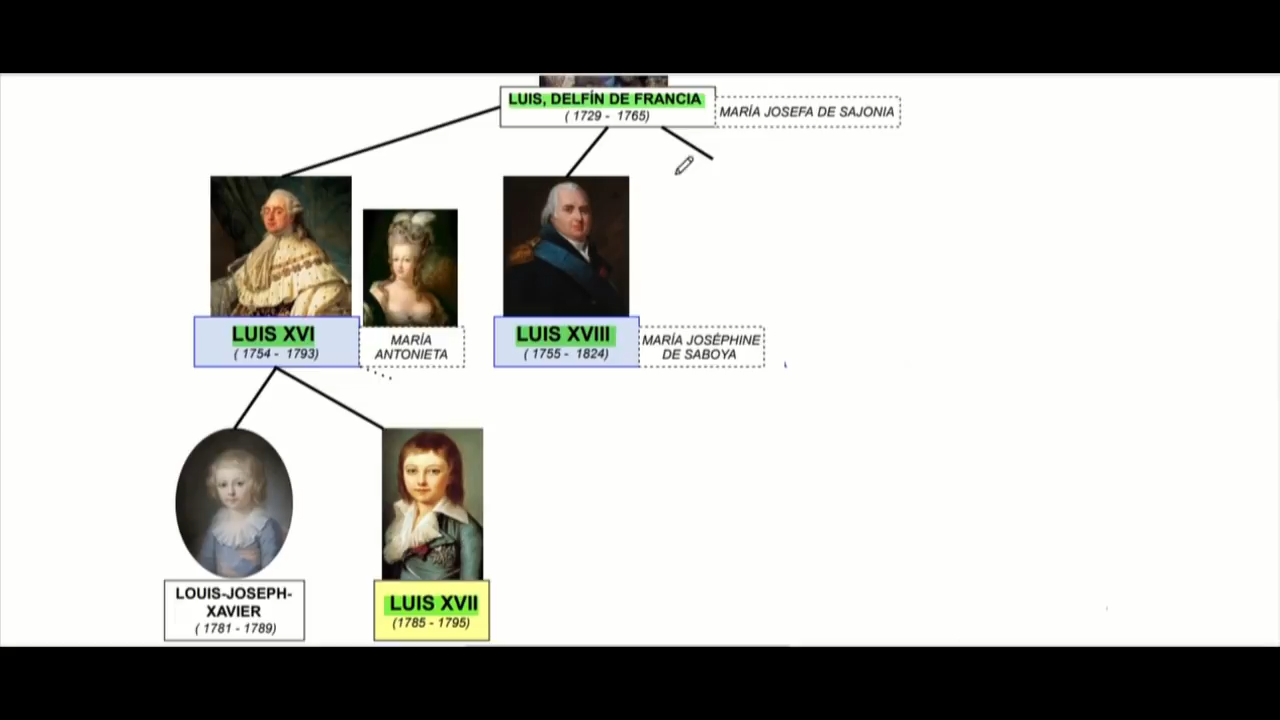 LUIS, DELFÍN DE FRANCIA
( 1729 - 1765)
MARÍA JOSEFA DE SAJONIA
LUIS XVI
( 1754 - 1793)
MARÍA
ANTONIETA
LUIS XVIII
( 1755 - 1824)
MARÍA JOSÉPHINE
DE SABOYA
LOUIS-JOSEPH-
XAVIER
( 1781 - 1789)
LUIS XVII
(1785 - 1795)